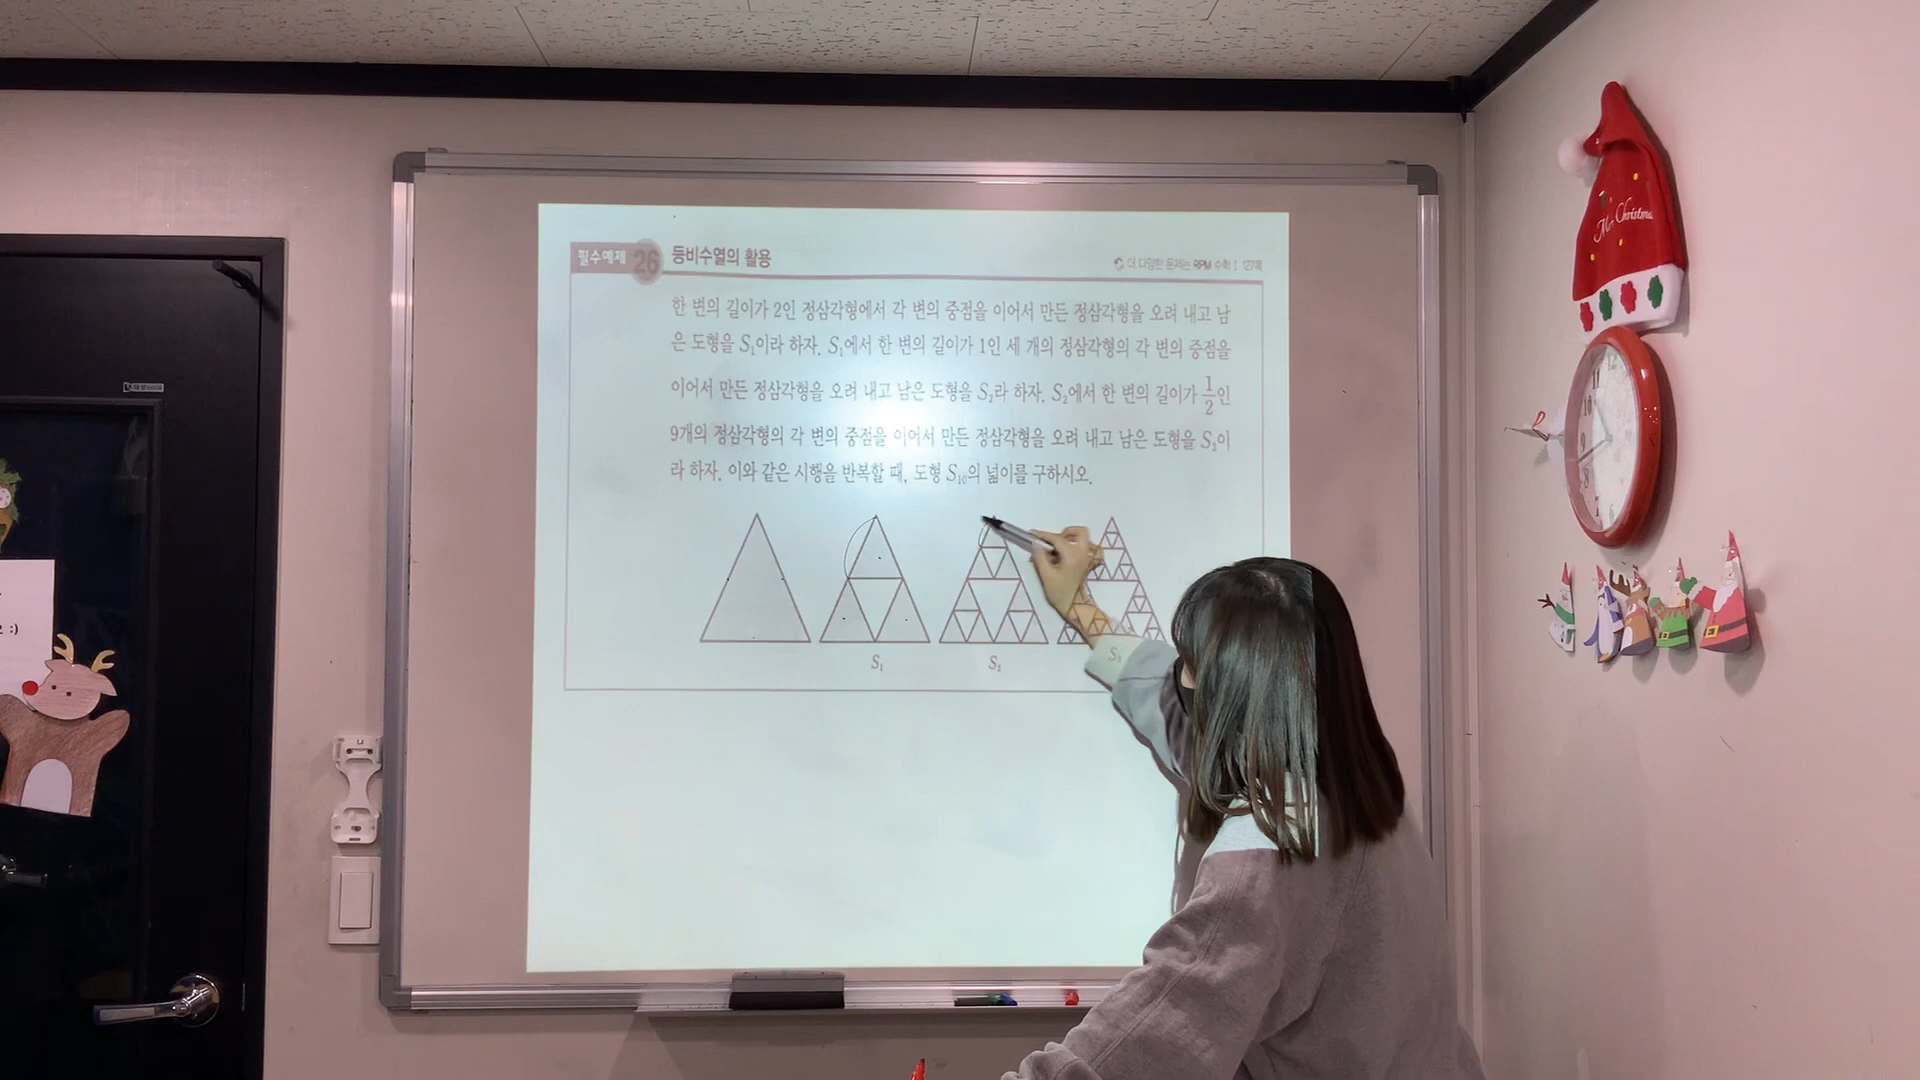 필수예제 26 등비수열의 활용
더 다양한 문제는 RPM 수학 I 127쪽
한 변의 길이가 2인 정삼각형에서 각 변의 중점을 이어서 만든 정삼각형을 오려 내고 남
은 도형을 S₁이라 하자. S₁에서 한 변의 길이가 1인 세 개의 정삼각형의 각 변의 중점을
이어서 만든 정삼각형을 오려 내고 남은 도형을 S₂라 하자. S₂에서 한 변의 길이가 1/2인
9개의 정삼각형의 각 변의 중점을 이어서 만든 정삼각형을 오려 내고 남은 도형을 S₃이
라 하자. 이와 같은 시행을 반복할 때, 도형 S₁₀의 넓이를 구하시오.
S₁ S₂ S₃
Christmas
11
10
9
8
7
6
:)